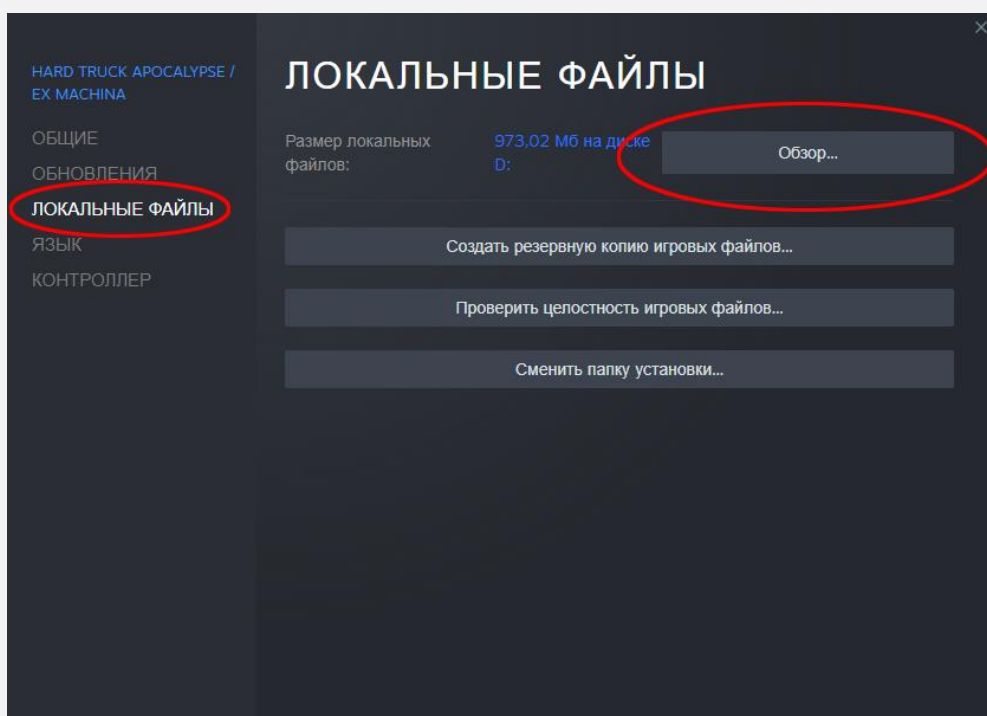 HARD TRUCK APOCALYPSE /
EX MACHINA
ОБЩИЕ
ОБНОВЛЕНИЯ
ЛОКАЛЬНЫЕ ФАЙЛЫ
ЯЗЫК
КОНТРОЛЛЕР
ЛОКАЛЬНЫЕ ФАЙЛЫ
Размер локальных
файлов:
973,02 Мб на диске
D:
Обзор...
Создать резервную копию игровых файлов...
Проверить целостность игровых файлов...
Сменить папку установки...